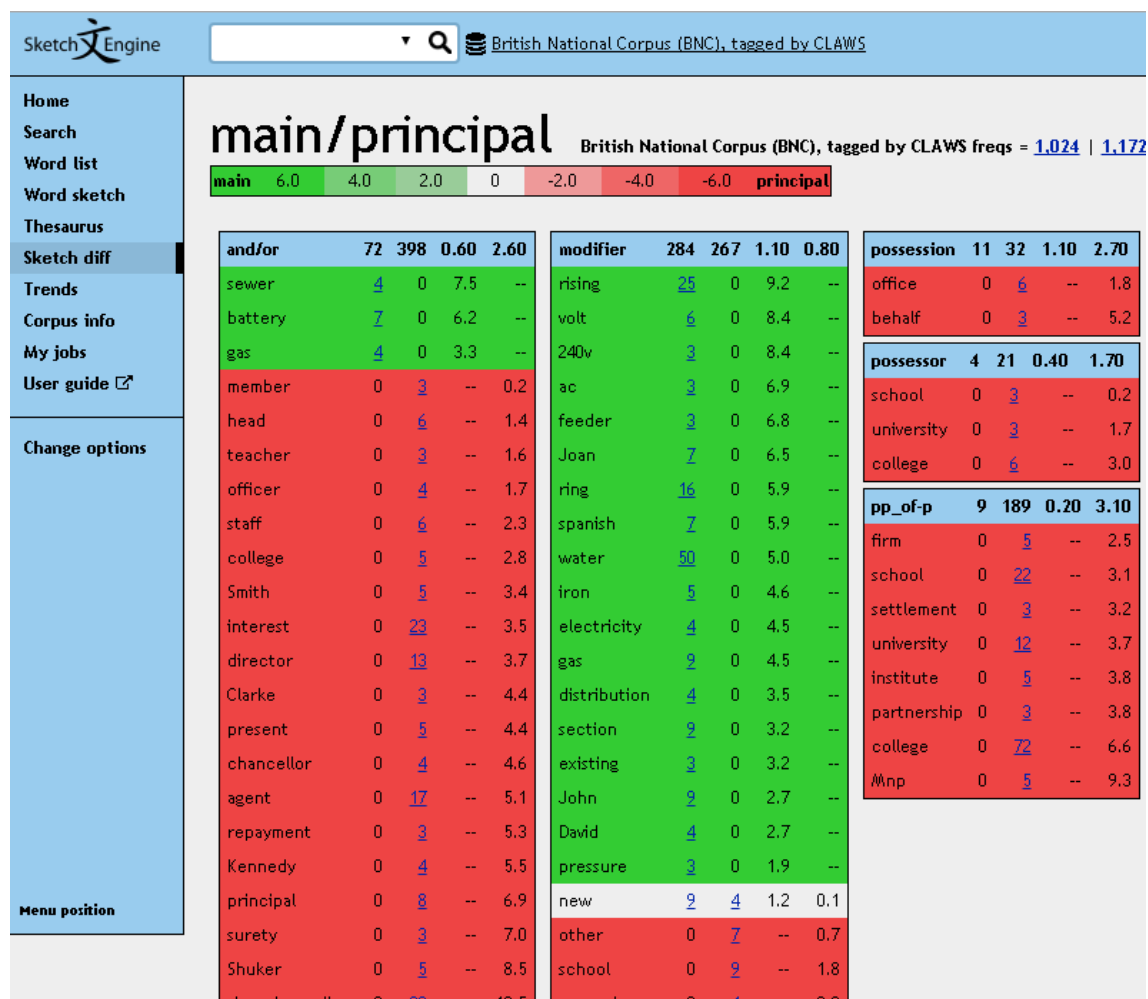 Sketch文Engine
British National Corpus (BNC), tagged by CLAWS
Home
Search
Word list
Word sketch
Thesaurus
Sketch diff
Trends
Corpus info
My jobs
User guide
Change options
Menu position
main/principal British National Corpus (BNC), tagged by CLAWS freqs = 1,024 | 1,172
main 6.0 4.0 2.0 0 -2.0 -4.0 -6.0 principal
and/or 72 398 0.60 2.60
sewer 4 0 7.5 --
battery 7 0 6.2 --
gas 4 0 3.3 --
member 0 3 -- 0.2
head 0 6 -- 1.4
teacher 0 3 -- 1.6
officer 0 4 -- 1.7
staff 0 6 -- 2.3
college 0 5 -- 2.8
Smith 0 5 -- 3.4
interest 0 23 -- 3.5
director 0 13 -- 3.7
Clarke 0 3 -- 4.4
present 0 5 -- 4.4
chancellor 0 4 -- 4.6
agent 0 17 -- 5.1
repayment 0 3 -- 5.3
Kennedy 0 4 -- 5.5
principal 0 8 -- 6.9
surety 0 3 -- 7.0
Shuker 0 5 -- 8.5
modifier 284 267 1.10 0.80
rising 25 0 9.2 --
volt 6 0 8.4 --
240v 3 0 8.4 --
ac 3 0 6.9 --
feeder 3 0 6.8 --
Joan 7 0 6.5 --
ring 16 0 5.9 --
spanish 7 0 5.9 --
water 50 0 5.0 --
iron 5 0 4.6 --
electricity 4 0 4.5 --
gas 9 0 4.5 --
distribution 4 0 3.5 --
section 9 0 3.2 --
existing 3 0 3.2 --
John 9 0 2.7 --
David 4 0 2.7 --
pressure 3 0 1.9 --
new 9 4 1.2 0.1
other 0 7 -- 0.7
school 0 9 -- 1.8
possession 11 32 1.10 2.70
office 0 6 -- 1.8
behalf 0 3 -- 5.2
possessor 4 21 0.40 1.70
school 0 3 -- 0.2
university 0 3 -- 1.7
college 0 6 -- 3.0
pp_of-p 9 189 0.20 3.10
firm 0 5 -- 2.5
school 0 22 -- 3.1
settlement 0 3 -- 3.2
university 0 12 -- 3.7
institute 0 5 -- 3.8
partnership 0 3 -- 3.8
college 0 72 -- 6.6
Mnp 0 5 -- 9.3